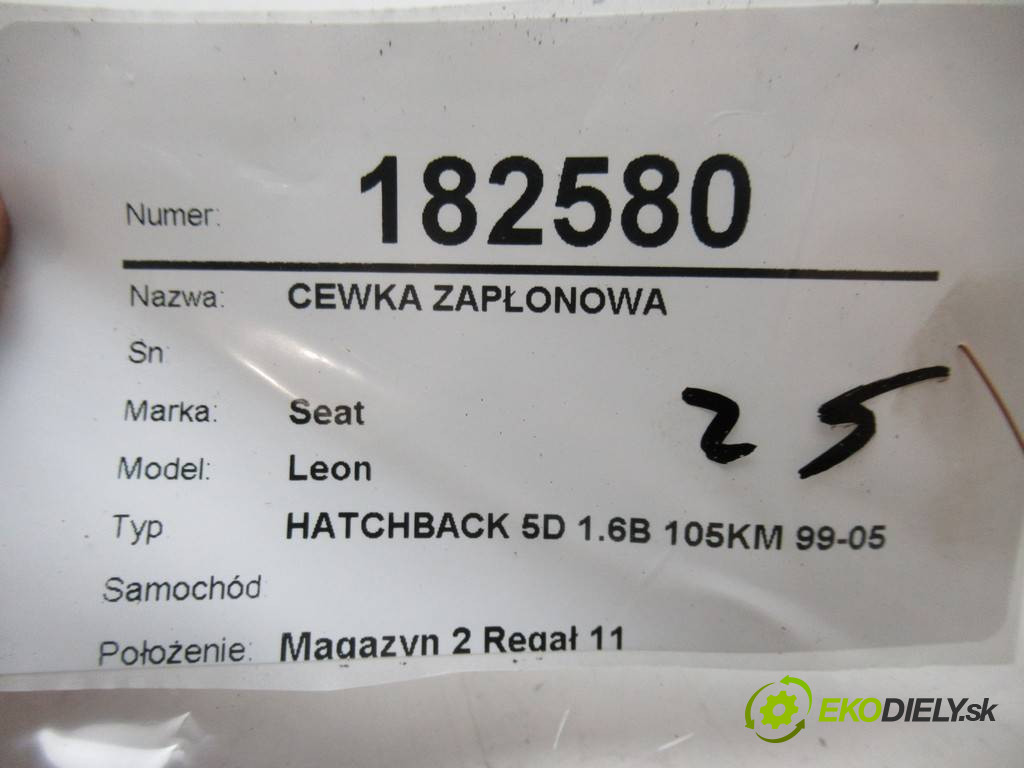 Numer: 182580
Nazwa: CEWKA ZAPŁONOWA
Sn
Marka: Seat
Model: Leon
25
Typ HATCHBACK 5D 1.6B 105KM 99-05
Samochód
Położenie: Magazyn 2 Regał 11
EKODIELY.sk